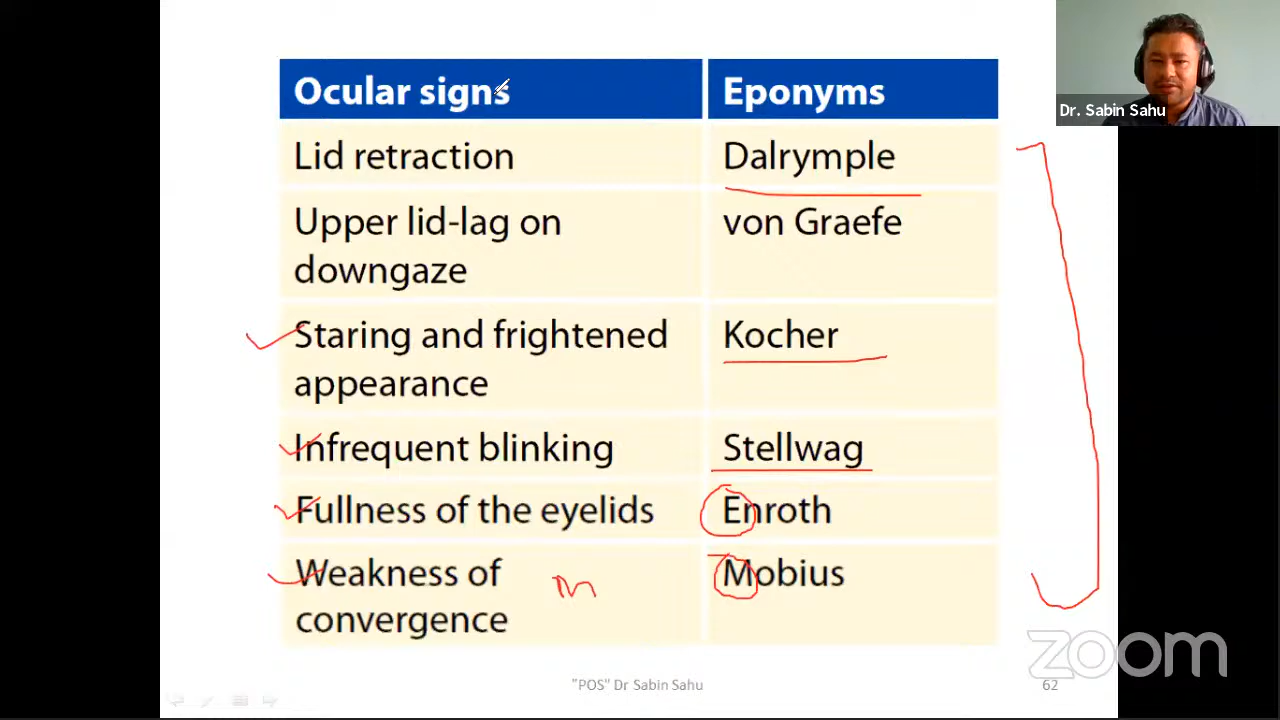 Ocular signs Eponyms
Dr. Sabin Sahu
Lid retraction Dalrymple
Upper lid-lag on von Graefe
downgaze
Staring and frightened Kocher
appearance
Infrequent blinking Stellwag
Fullness of the eyelids Enroth
Weakness of m Mobius
convergence
zoom
"POS" Dr Sabin Sahu 62